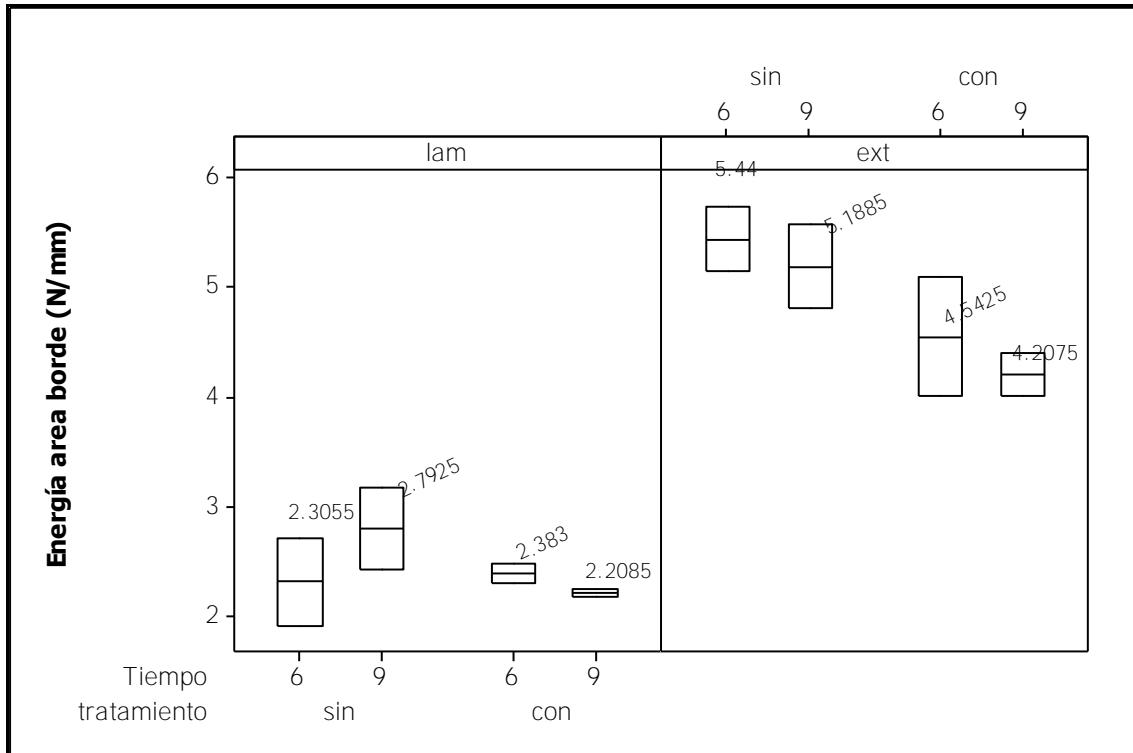 sin con
6 9 6 9
lam ext
Energía area borde (N/mm)
6
5
4
3
2
5.44
5.1885
4.5425
4.2075
2.3055
2.7925
2.383
2.2085
Tiempo 6 9 6 9
tratamiento sin con